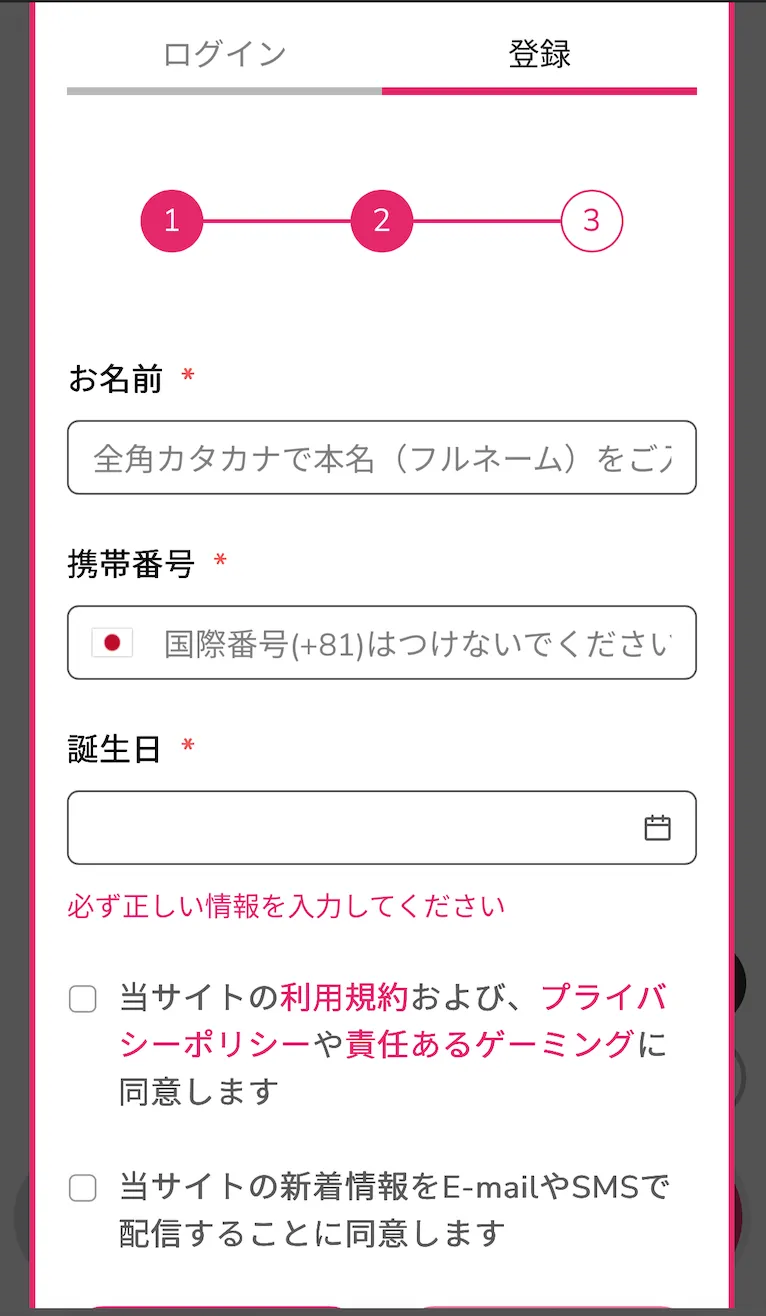 ログイン
登録
1
2
3
お名前 *
全角カタカナで本名（フルネーム）をご
携帯番号 *
国際番号(+81)はつけないでください
誕生日 *
必ず正しい情報を入力してください
当サイトの利用規約および、プライバ
シーポリシーや責任あるゲーミングに
同意します
当サイトの新着情報をE-mailやSMSで
配信することに同意します